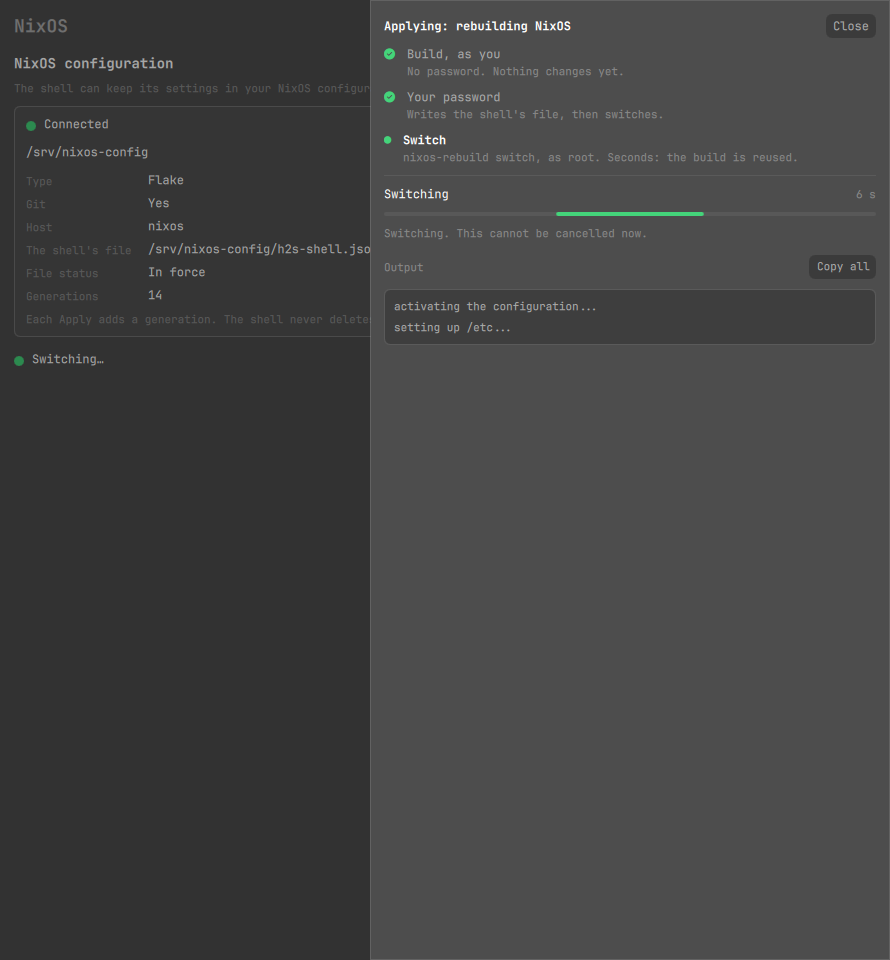 NixOS
NixOS configuration
The shell can keep its settings in your NixOS configur
Connected
/srv/nixos-config
Type Flake
Git Yes
Host nixos
The shell's file /srv/nixos-config/h2s-shell.jso
File status In force
Generations 14
Each Apply adds a generation. The shell never delete
Switching…
Applying: rebuilding NixOS
Close
Build, as you
No password. Nothing changes yet.
Your password
Writes the shell's file, then switches.
Switch
nixos-rebuild switch, as root. Seconds: the build is reused.
Switching 6 s
Switching. This cannot be cancelled now.
Output Copy all
activating the configuration...
setting up /etc...